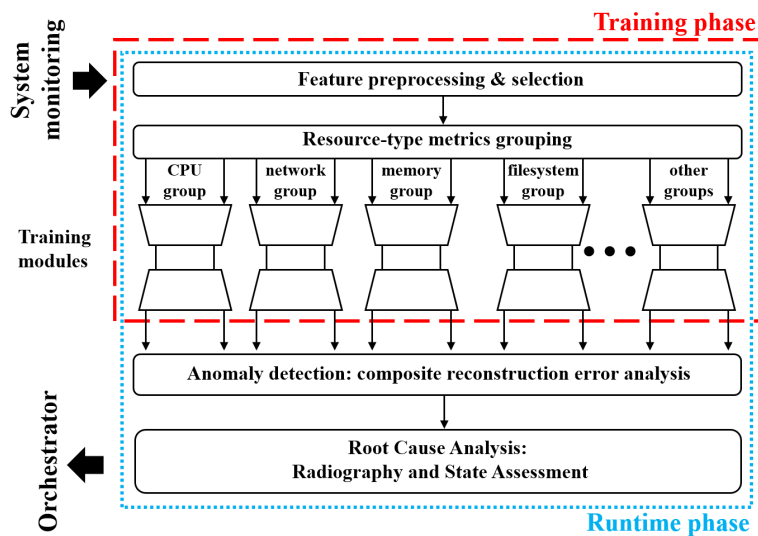 Training phase
System
monitoring
Feature preprocessing & selection
Resource-type metrics grouping
CPU
group
network
group
memory
group
filesystem
group
other
groups
Training
modules
Anomaly detection: composite reconstruction error analysis
Root Cause Analysis:
Radiography and State Assessment
Orchestrator
Runtime phase